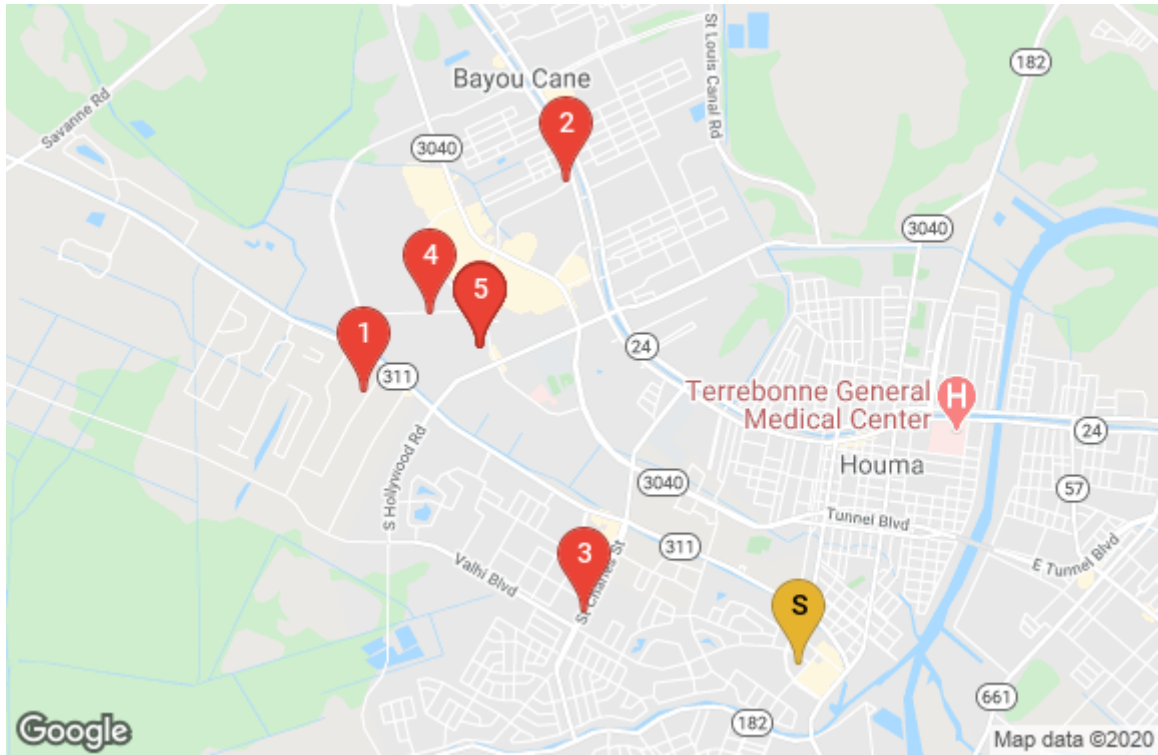 182
St Louis Canal Rd
Bayou Cane
Savanne Rd
2
3040
3040
4
5
1
24
311
Terrebonne General
Medical Center
H
24
Houma
S Hollywood Rd
3040
57
Tunnel Blvd
311
3
E Tunnel Blvd
Valhi Blvd
St Charles St
S
661
182
Google
Map data ©2020